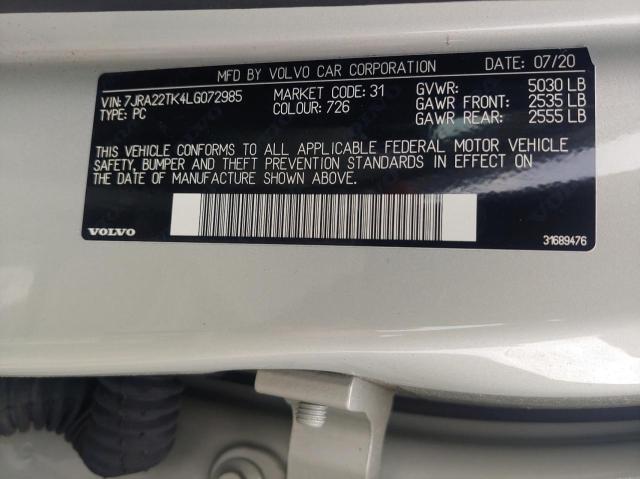 MFD BY VOLVO CAR CORPORATION DATE: 07/20
VIN: 7JRA22TK4LG072985 MARKET CODE: 31 GVWR: 5030 LB
TYPE: PC COLOUR: 726 GAWR FRONT: 2535 LB
GAWR REAR: 2555 LB
THIS VEHICLE CONFORMS TO ALL APPLICABLE FEDERAL MOTOR VEHICLE
SAFETY, BUMPER AND THEFT PREVENTION STANDARDS IN EFFECT ON
THE DATE OF MANUFACTURE SHOWN ABOVE.
VOLVO 31689476